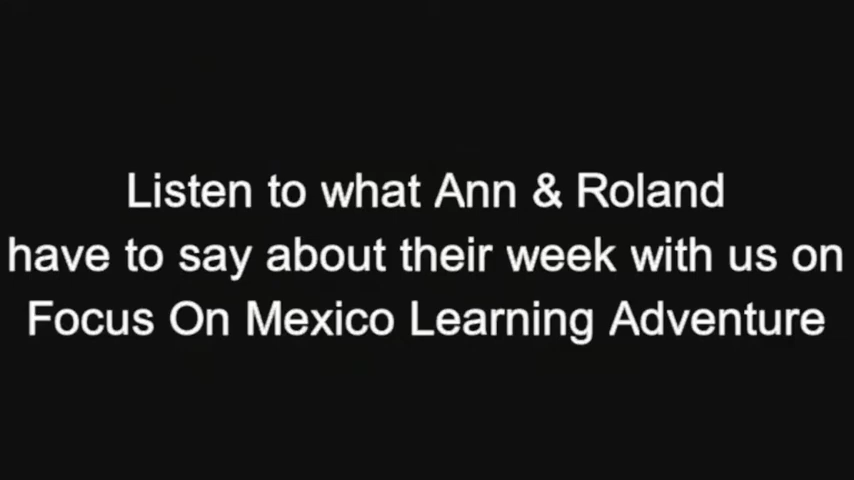 Listen to what Ann & Roland
have to say about their week with us on
Focus On Mexico Learning Adventure